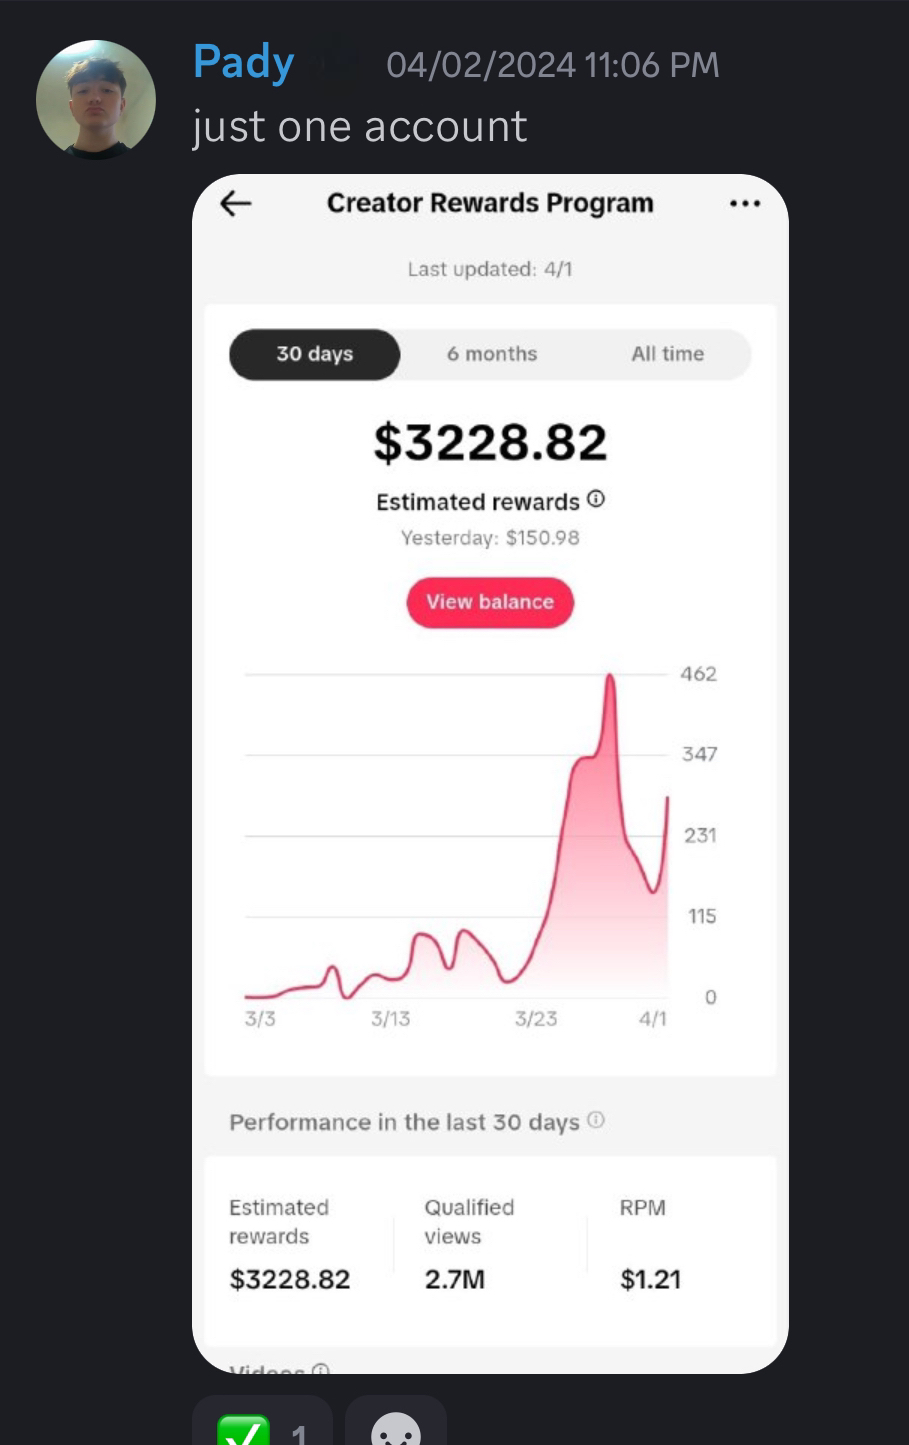 Pady 04/02/2024 11:06 PM
just one account
Creator Rewards Program
Last updated: 4/1
30 days 6 months All time
$3228.82
Estimated rewards
Yesterday: $150.98
View balance
462
347
231
115
0
3/3 3/13 3/23 4/1
Performance in the last 30 days
Estimated rewards
$3228.82
Qualified views
2.7M
RPM
$1.21
Videos
1